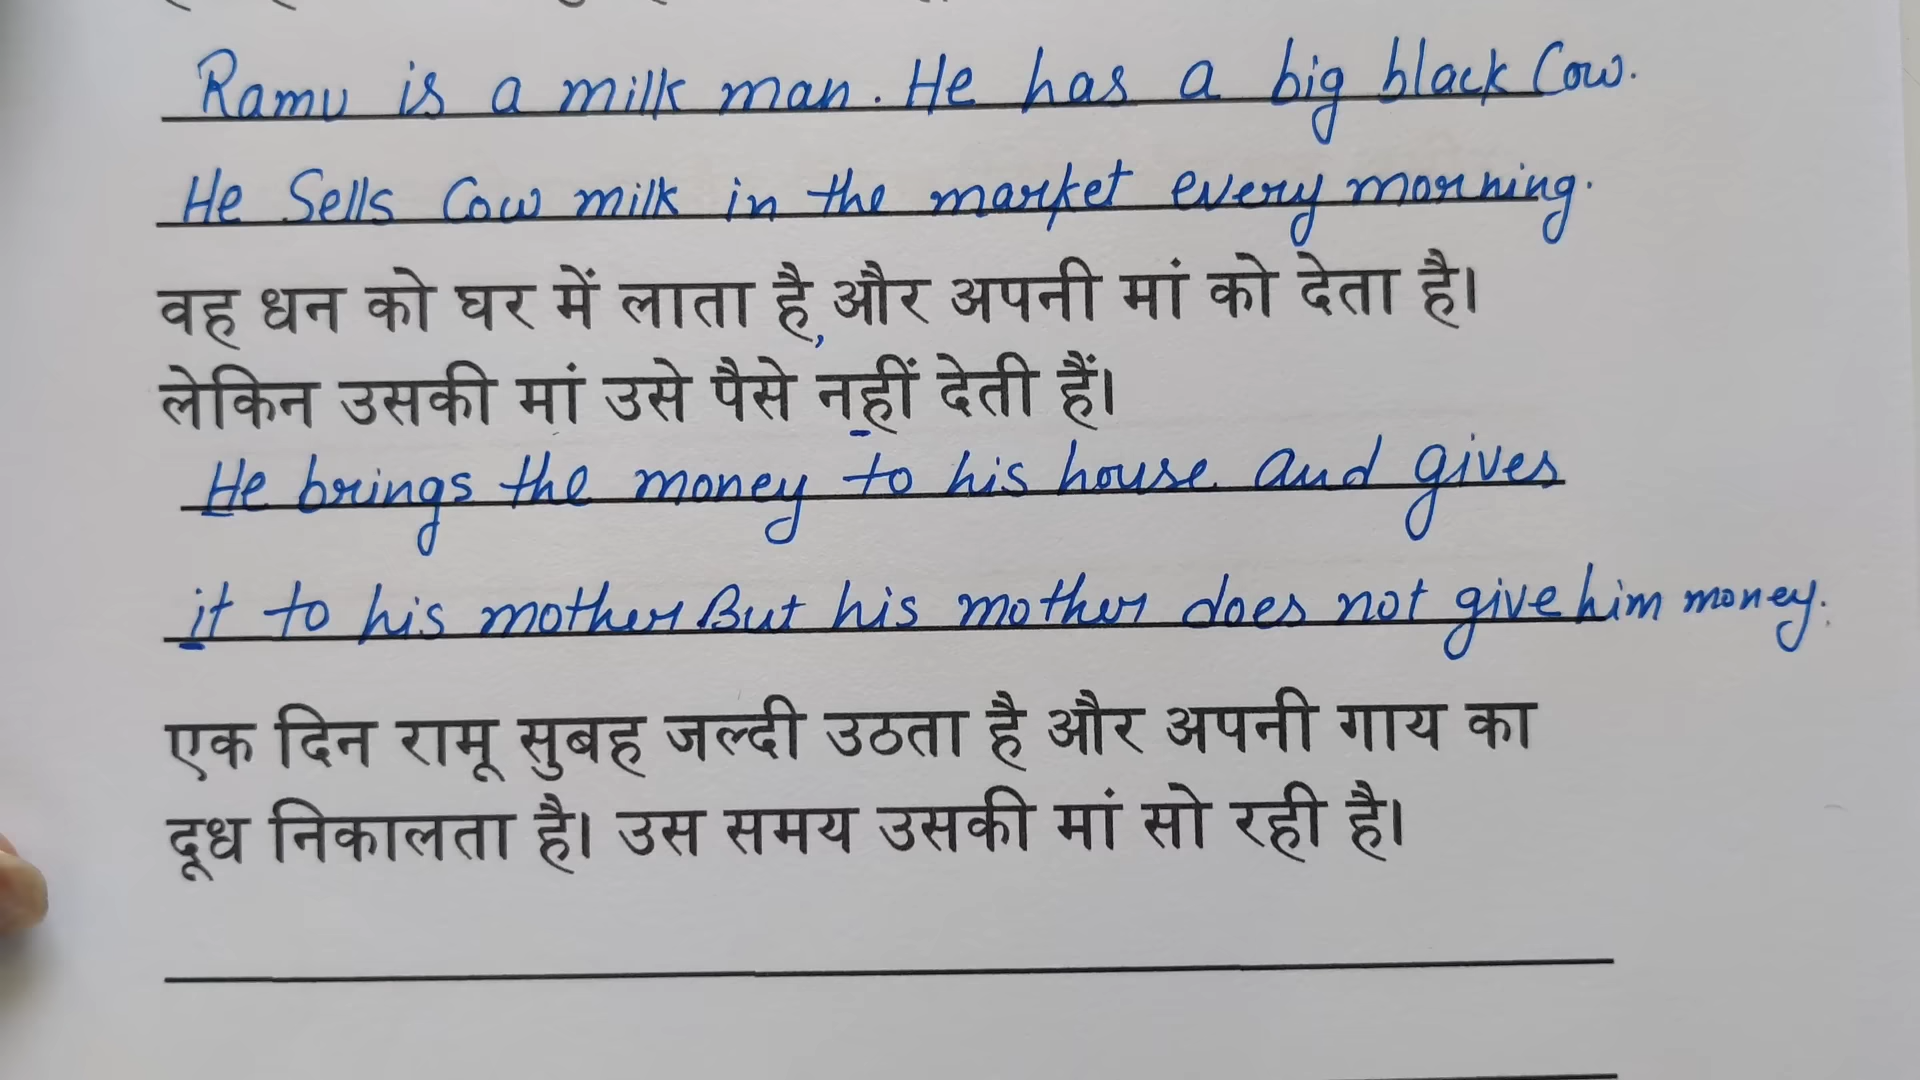 Ramu is a milk man. He has a big black Cow.
He Sells Cow milk in the market every morning.
वह धन को घर में लाता है, और अपनी मां को देता है।
लेकिन उसकी मां उसे पैसे नहीं देती हैं।
He brings the money to his house and gives
it to his mother But his mother does not give him money.
एक दिन रामू सुबह जल्दी उठता है और अपनी गाय का
दूध निकालता है। उस समय उसकी मां सो रही है।